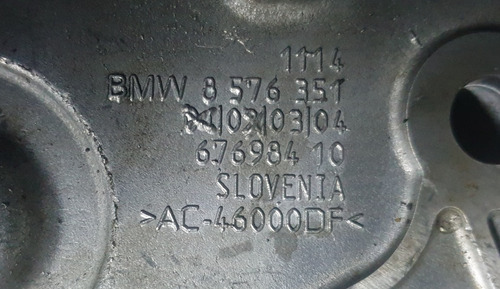 1114
BMW 8 576 351
01|02|03|04
67698410
SLOVENIA
>AC-46000DF<